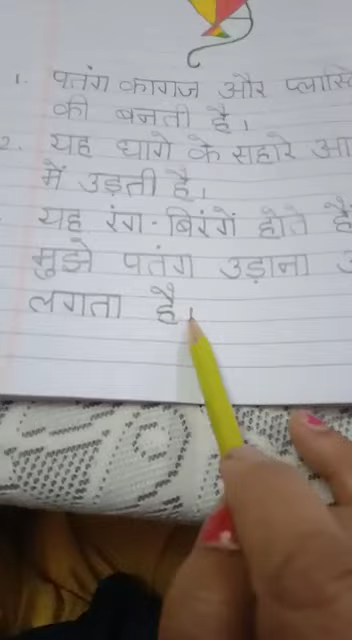 1. पतंग कागज और
की बनती है।
2. यह धागे के सहारे
में उड़ती है।
यह रंग-बिरंगें होते है
मुझे पतंग उड़ाना
लगता है।